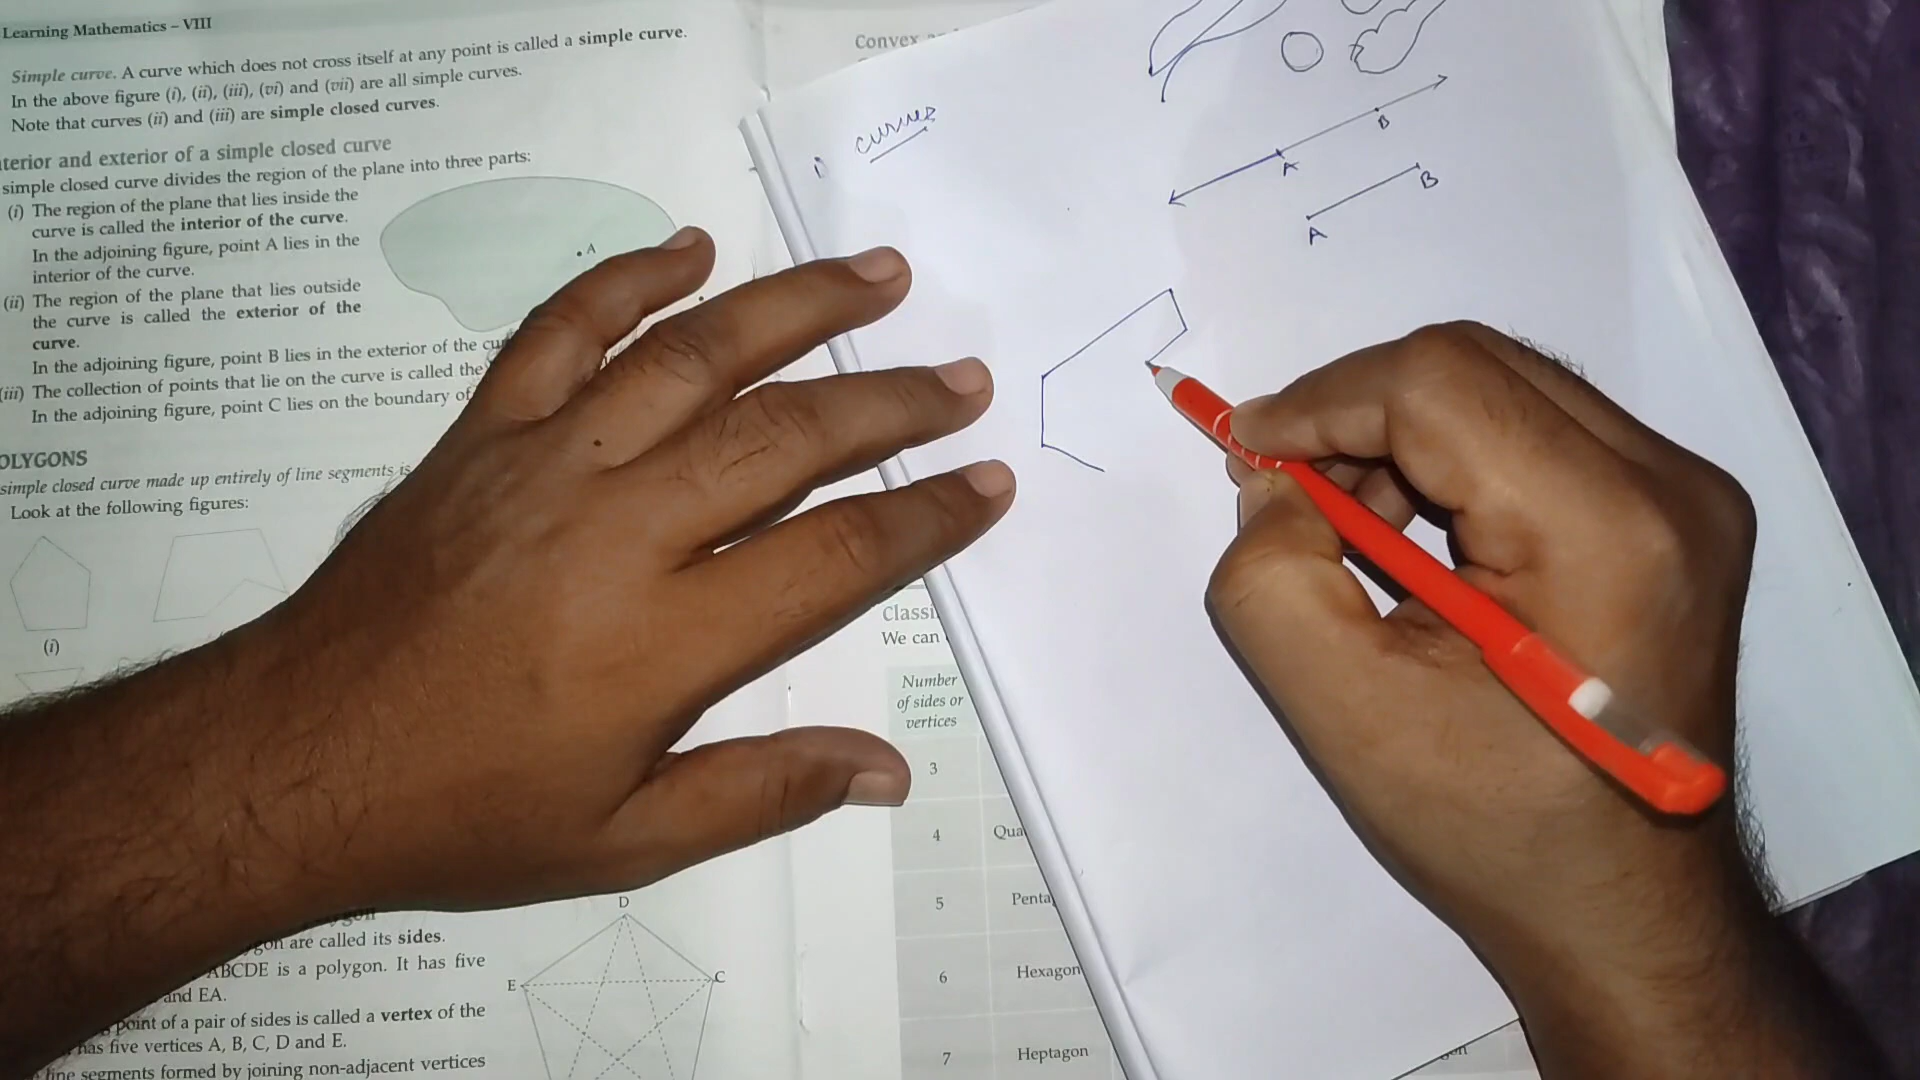 Learning Mathematics – VIII
Simple curve. A curve which does not cross itself at any point is called a simple curve.
In the above figure (i), (ii), (iii), (vi) and (vii) are all simple curves.
Note that curves (ii) and (iii) are simple closed curves.
terior and exterior of a simple closed curve
simple closed curve divides the region of the plane into three parts:
(i) The region of the plane that lies inside the
curve is called the interior of the curve.
In the adjoining figure, point A lies in the
interior of the curve.
(ii) The region of the plane that lies outside
the curve is called the exterior of the
curve.
In the adjoining figure, point B lies in the exterior of the cu
(iii) The collection of points that lie on the curve is called the
In the adjoining figure, point C lies on the boundary of
A
OLYGONS
simple closed curve made up entirely of line segments is
Look at the following figures:
(i)
gon are called its sides.
ABCDE is a polygon. It has five
and EA.
point of a pair of sides is called a vertex of the
has five vertices A, B, C, D and E.
line segments formed by joining non-adjacent vertices
D
E
C
Convex
Classi
We can
Number
of sides or
vertices
3
4 Qua
5 Penta
6 Hexagon
7 Heptagon
i) curves
A
B
A
B